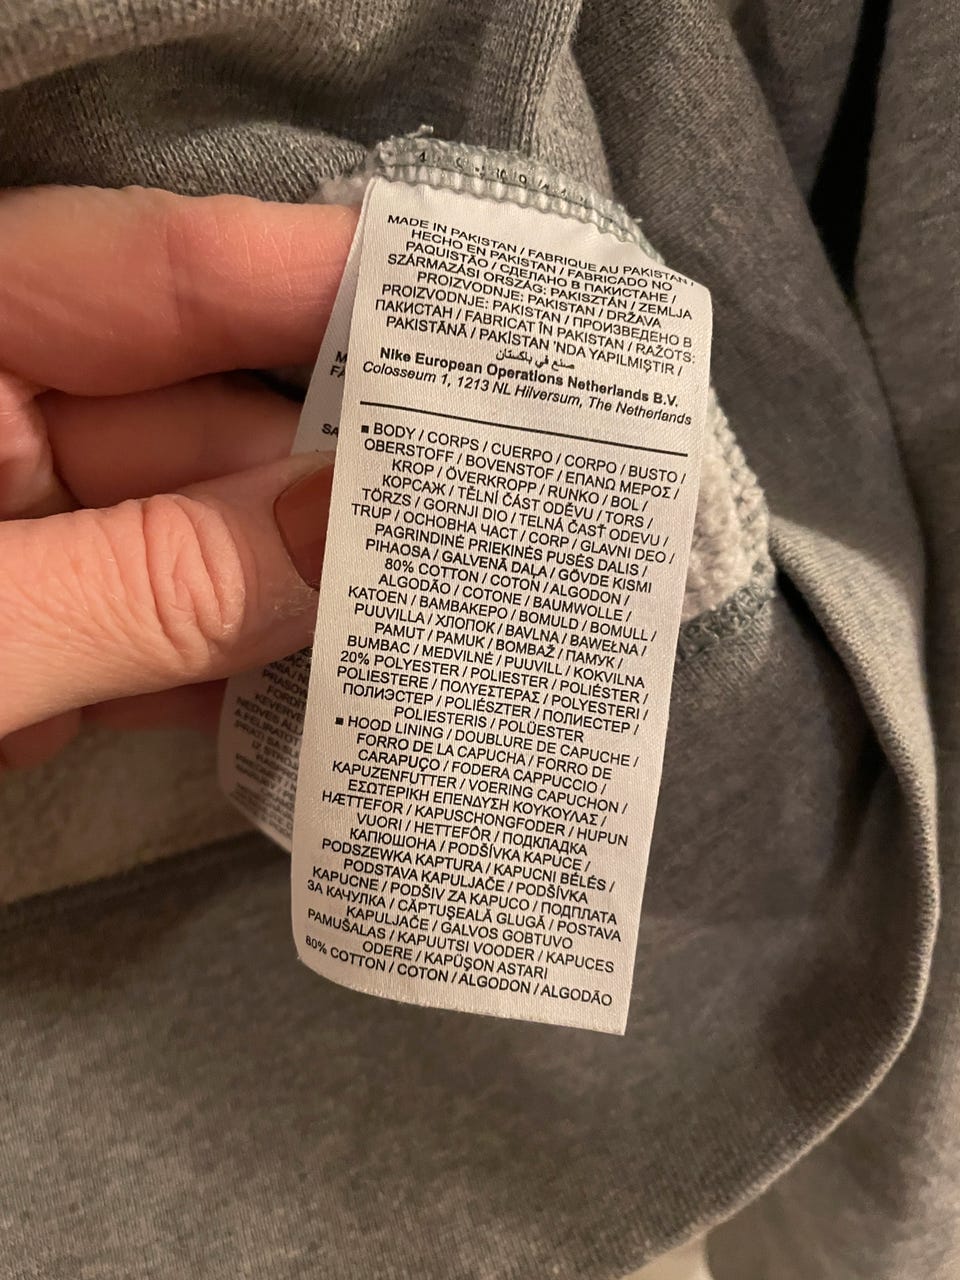 MADE IN PAKISTAN / FABRIQUE AU PAKISTAN /
HECHO EN PAKISTAN / FABRICADO NO
PAQUISTÃO / СДЕЛАНО В ПАКИСТАНЕ /
SZÁRMAZÁSI ORSZÁG: PAKISZTÁN / ZEMLJA
PROIZVODNJE: PAKISTAN / DRŽAVA
PROIZVODNJE: PAKISTAN / ПРОИЗВЕДЕНО В
ПАКИСТАН / FABRICAT ÎN PAKISTAN / RAŽOTS:
PAKISTĀNĀ / PAKİSTAN 'NDA YAPILMIŞTIR /
صنع في باكستان
Nike European Operations Netherlands B.V.
Colosseum 1, 1213 NL Hilversum, The Netherlands
■ BODY / CORPS / CUERPO / CORPO / BUSTO /
OBERSTOFF / BOVENSTOF / ΕΠΑΝΩ ΜΕΡΟΣ /
KROP / ÖVERKROPP / RUNKO / BOL /
КОРСАЖ / TĚLNÍ ČÁST ODĚVU / TORS /
TÖRZS / GORNJI DIO / TELNÁ ČASŤ ODEVU /
TRUP / ОСНОВНА ЧАСТ / CORP / GLAVNI DEO /
PAGRINDINĖ PRIEKINĖS PUSĖS DALIS /
PIHAOSA / GALVENĀ DAĻA / GÖVDE KISMI
80% COTTON / COTON / ALGODON /
ALGODÃO / COTONE / BAUMWOLLE /
KATOEN / ΒΑΜΒΑΚΕΡΟ / BOMULD / BOMULL /
PUUVILLA / ХЛОПОК / BAVLNA / BAWEŁNA /
PAMUT / PAMUK / BOMBAŽ / ПАМУК /
BUMBAC / MEDVILNĖ / PUUVILL / KOKVILNA
20% POLYESTER / POLIESTER / POLIÉSTER /
POLIESTERE / ΠΟΛΥΕΣΤΕΡΑΣ / POLYESTERI /
ПОЛИЭСТЕР / POLIÉSZTER / ПОЛИЕСТЕР /
POLIESTERIS / POLÜESTER
■ HOOD LINING / DOUBLURE DE CAPUCHE /
FORRO DE LA CAPUCHA / FORRO DE
CARAPUÇO / FODERA CAPPUCCIO /
KAPUZENFUTTER / VOERING CAPUCHON /
ΕΣΩΤΕΡΙΚΗ ΕΠΕΝΔΥΣΗ ΚΟΥΚΟΥΛΑΣ /
HÆTTEFOR / KAPUSCHONGFODER / HUPUN
VUORI / HETTEFÔR / ПОДКЛАДКА
КАПЮШОНА / PODŠÍVKA KAPUCE /
PODSZEWKA KAPTURA / KAPUCNI BÉLÉS /
PODSTAVA KAPULJAČE / PODŠÍVKA
KAPUCNE / PODŠIV ZA KAPUCO / ПОДПЛАТА
ЗА КАЧУЛКА / CĂPTUŞEALĂ GLUGĂ / POSTAVA
KAPULJAČE / GALVOS GOBTUVO
PAMUŠALAS / KAPUUTSI VOODER / KAPUCES
ODERE / KAPÜŞON ASTARI
80% COTTON / COTON / ALGODON / ALGODÃO